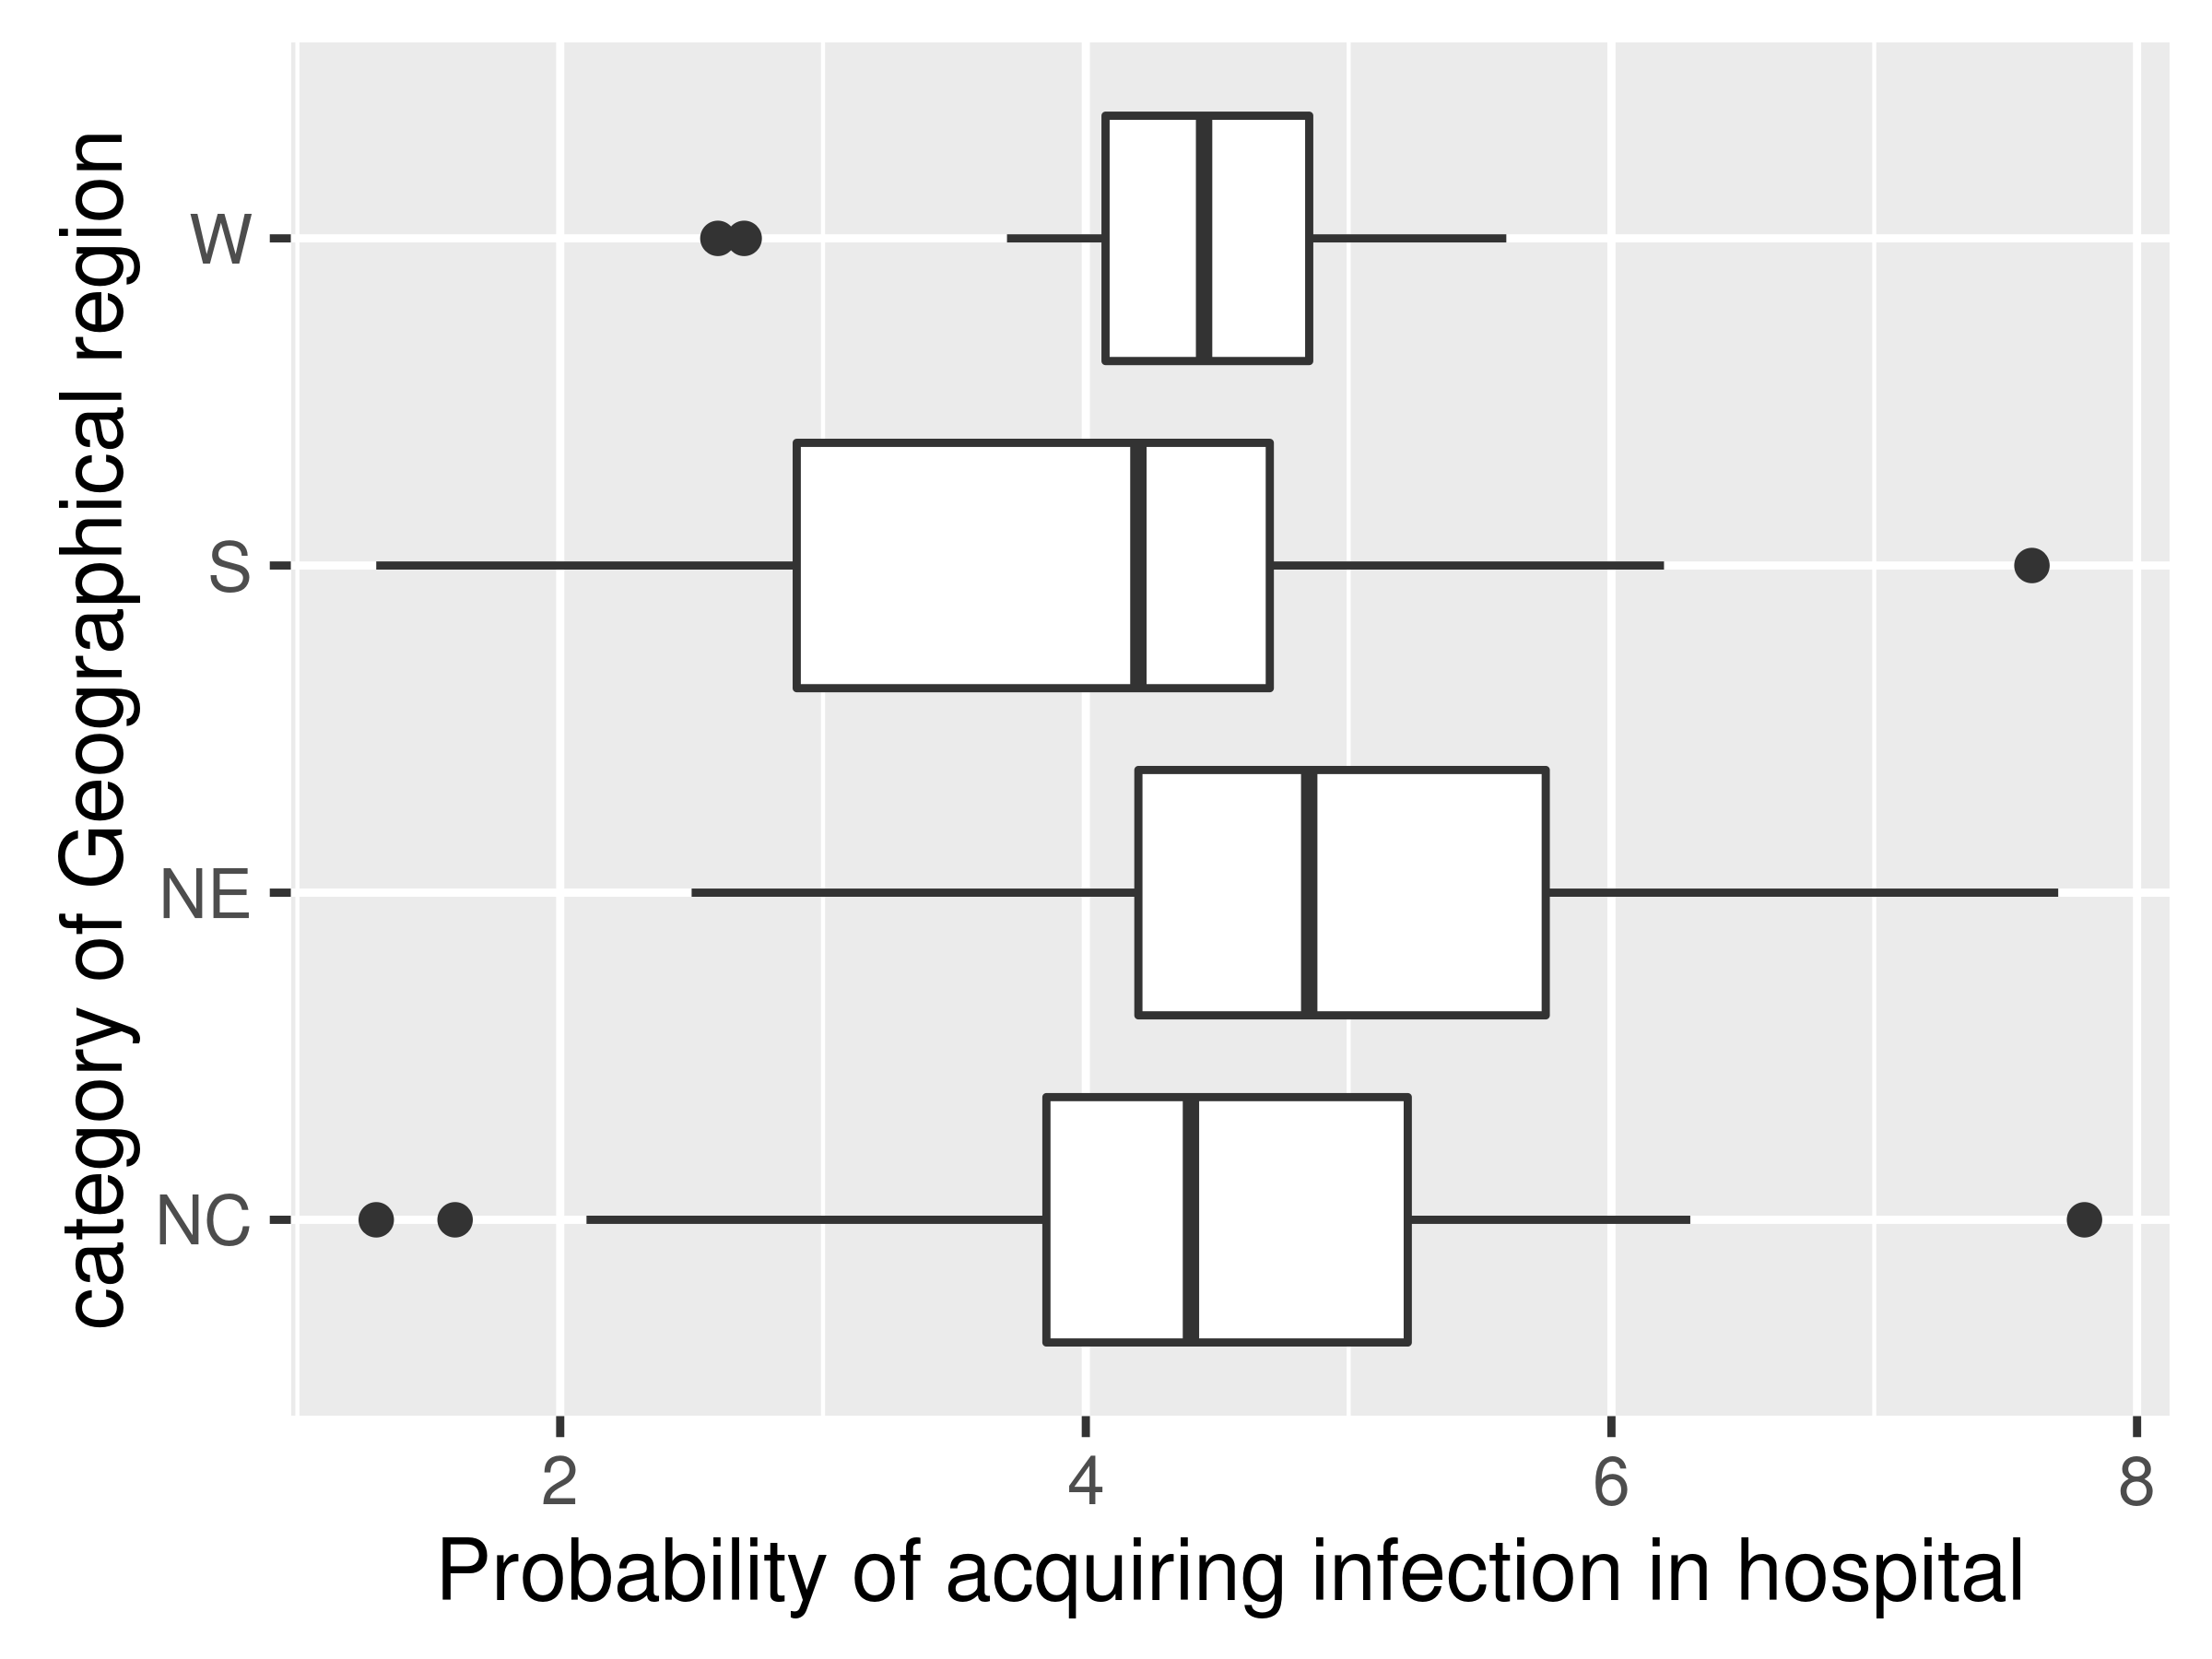 category of Geographical region
W
S
NE
NC
2 4 6 8
Probability of acquiring infection in hospital